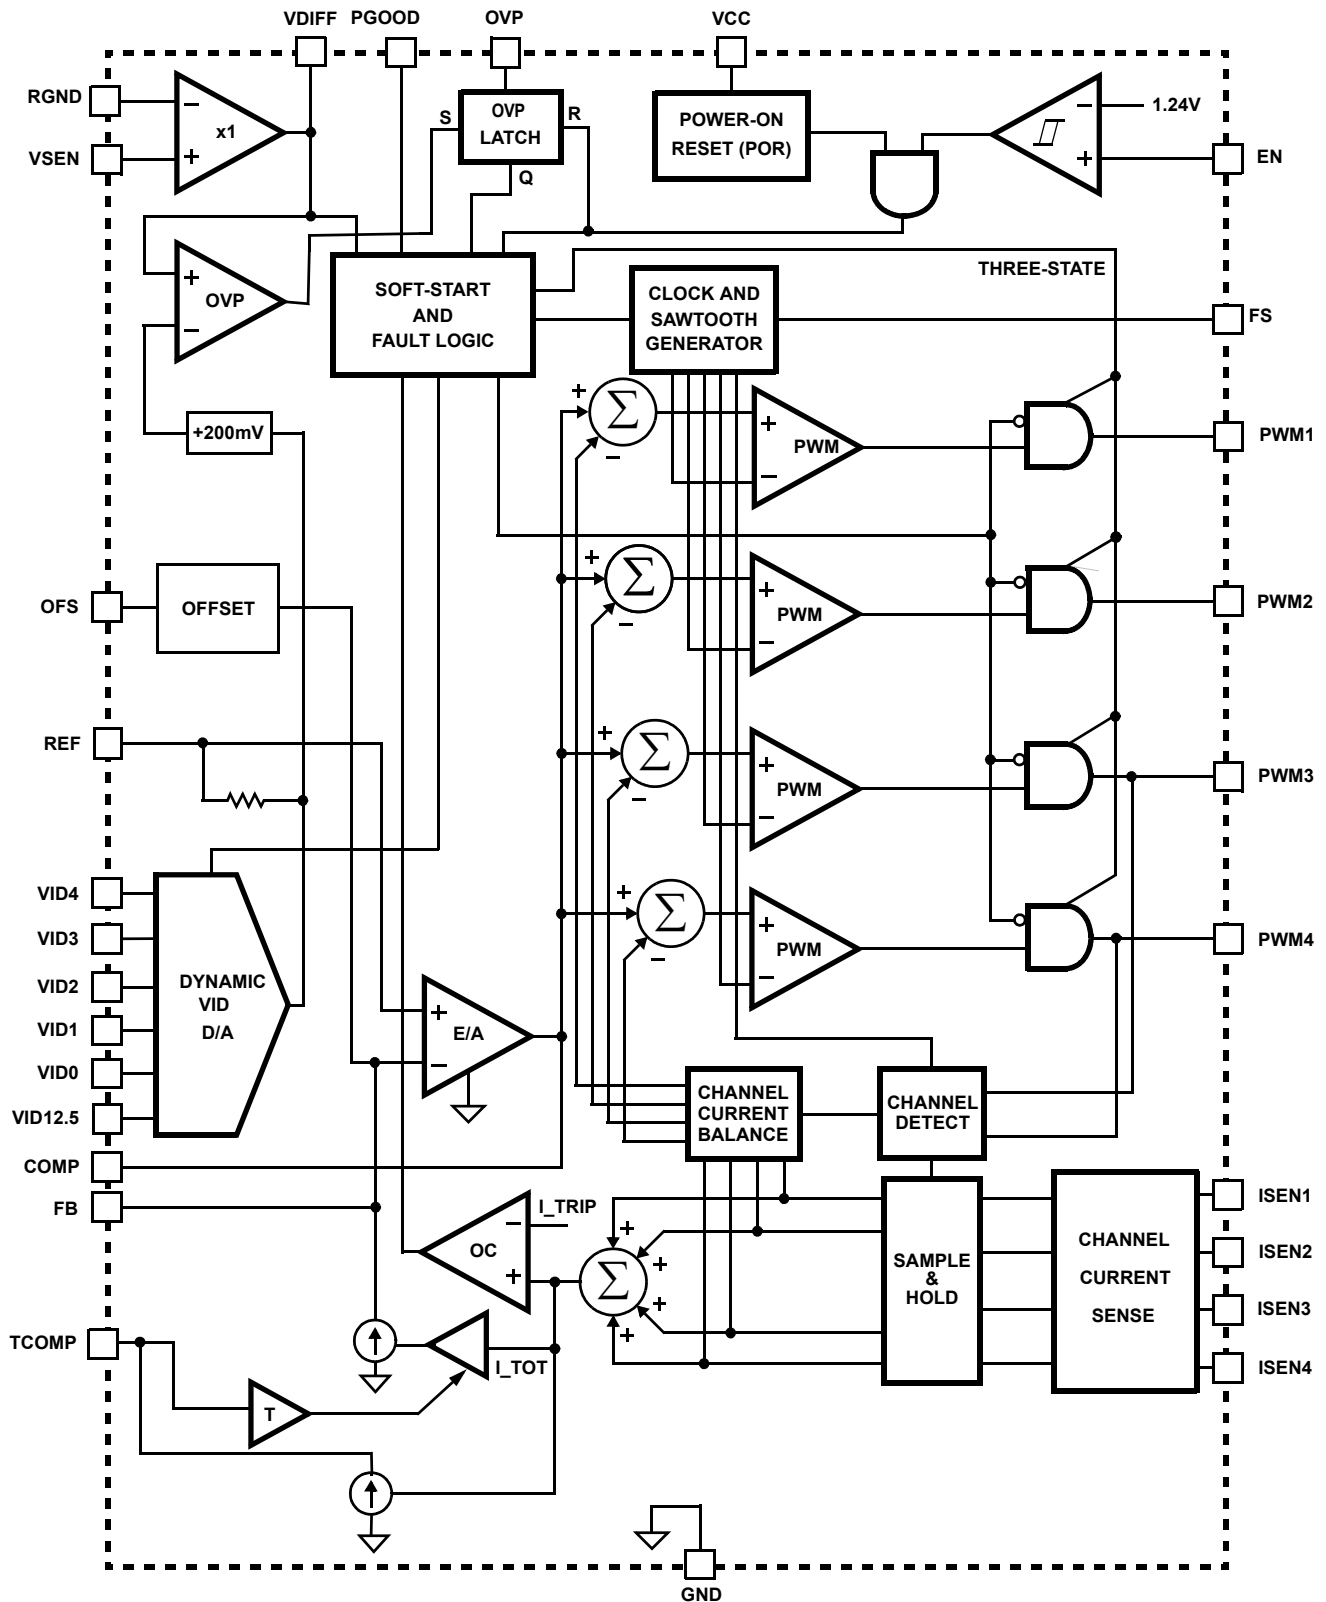 VDIFF PGOOD OVP VCC
RGND
VSEN
− + x1
S OVP LATCH R
Q
POWER-ON
RESET (POR)
− 1.24V
+ EN
+ − OVP
SOFT-START
AND
FAULT LOGIC
THREE-STATE
CLOCK AND
SAWTOOTH
GENERATOR
FS
+200mV
+ Σ −
+ − PWM
PWM1
OFS OFFSET
+ Σ −
+ − PWM
PWM2
REF
+ Σ −
+ − PWM
PWM3
VID4
VID3
VID2
VID1
VID0
VID12.5
DYNAMIC
VID
D/A
+ Σ −
+ − PWM
PWM4
+ − E/A
COMP
FB
CHANNEL
CURRENT
BALANCE
CHANNEL
DETECT
I_TRIP
− + OC
+ + Σ + +
SAMPLE
&
HOLD
CHANNEL
CURRENT
SENSE
ISEN1
ISEN2
ISEN3
ISEN4
TCOMP
I_TOT
T
GND